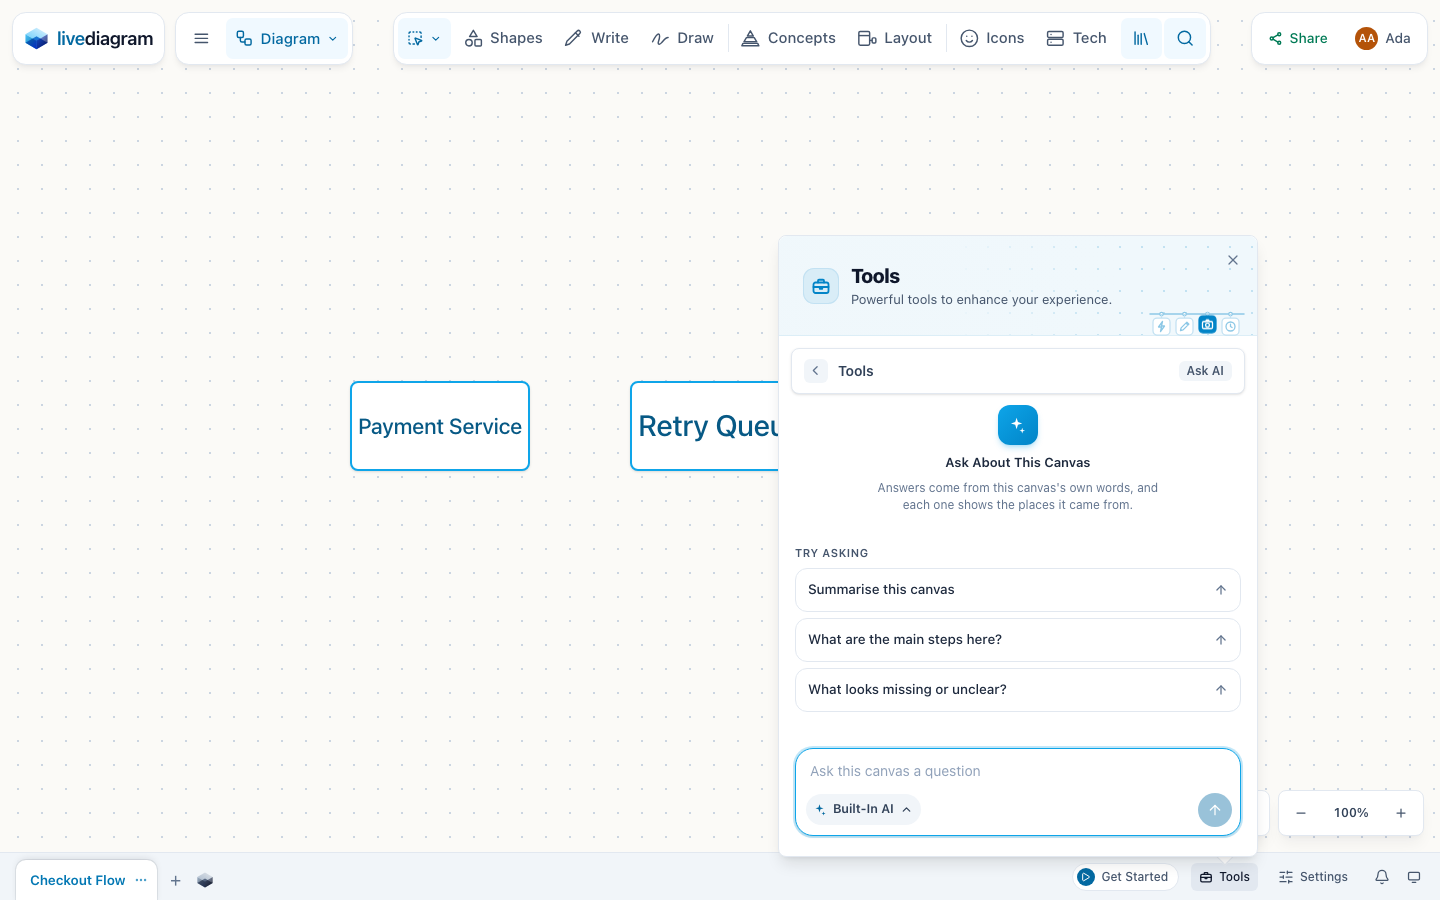 livediagram
Diagram
Shapes
Write
Draw
Concepts
Layout
Icons
Tech
Share
AA
Ada
Tools
Powerful tools to enhance your experience.
Tools
Ask AI
Payment Service
Retry Queu
Ask About This Canvas
Answers come from this canvas's own words, and
each one shows the places it came from.
TRY ASKING
Summarise this canvas
What are the main steps here?
What looks missing or unclear?
Ask this canvas a question
Built-In AI
100%
Checkout Flow
Get Started
Tools
Settings